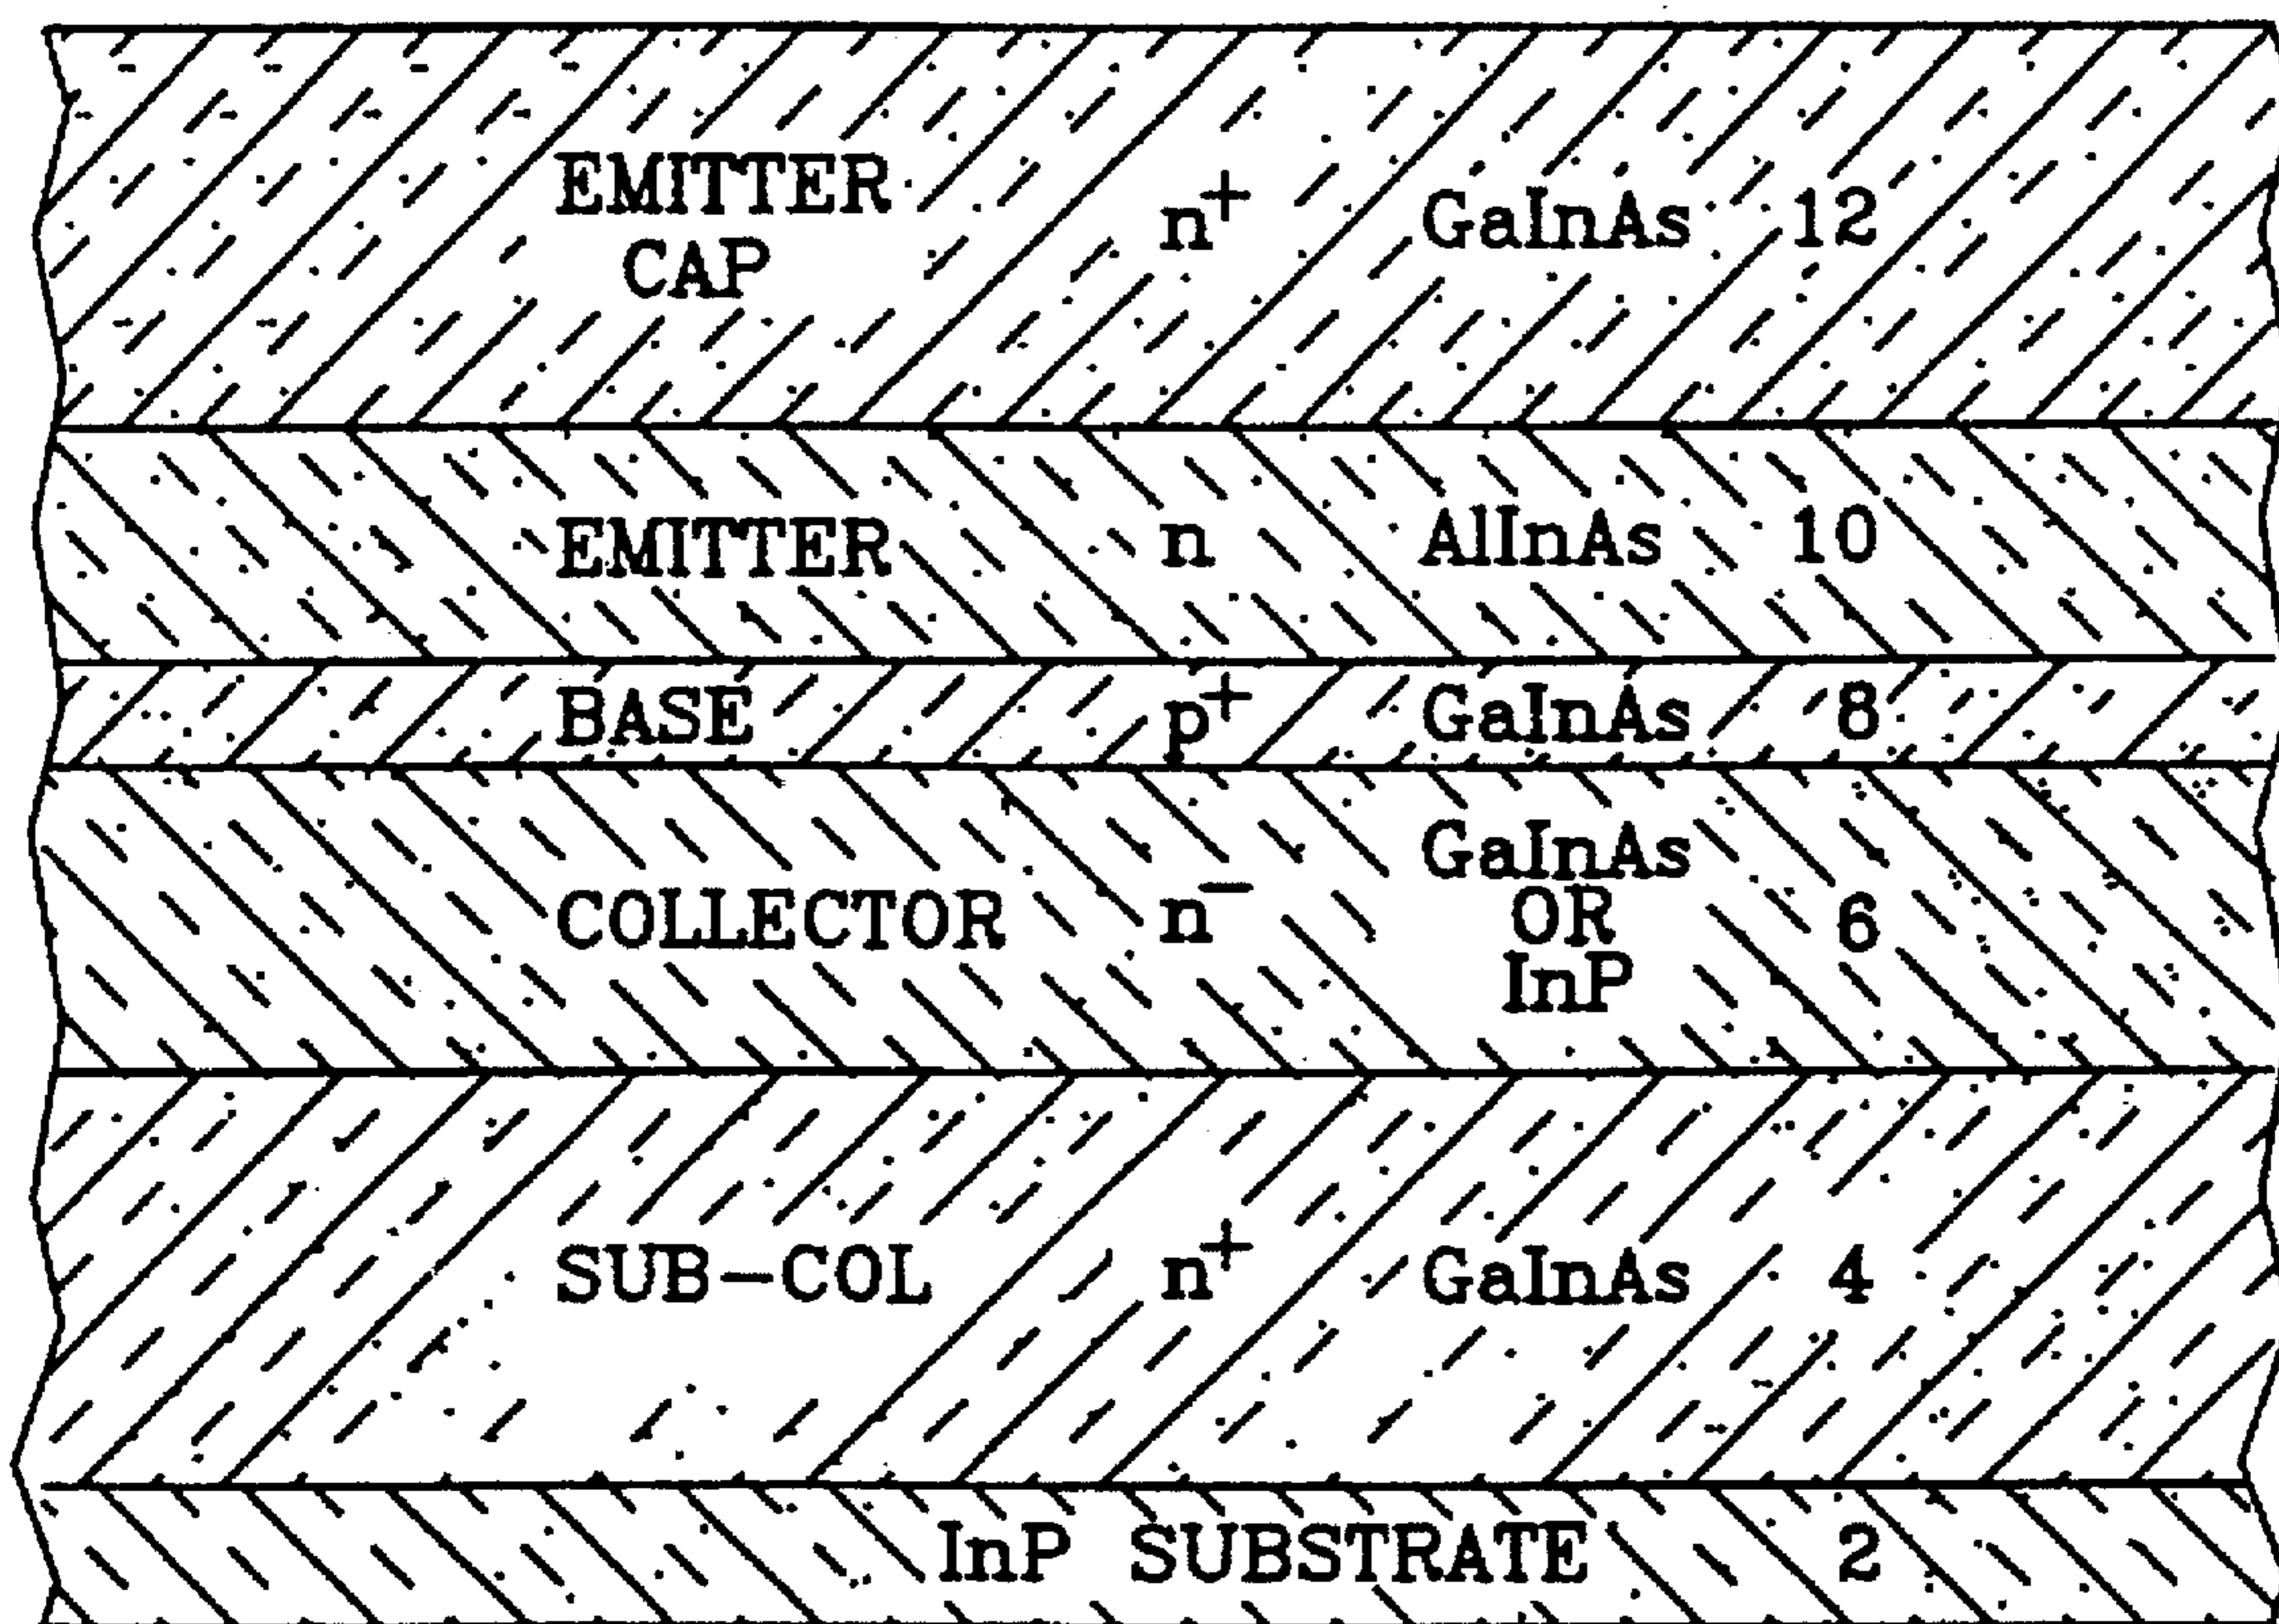 EMITTER CAP n+ GaInAs 12
EMITTER n AlInAs 10
BASE p+ GaInAs 8
COLLECTOR n− GaInAs OR InP 6
SUB-COL n+ GaInAs 4
InP SUBSTRATE 2